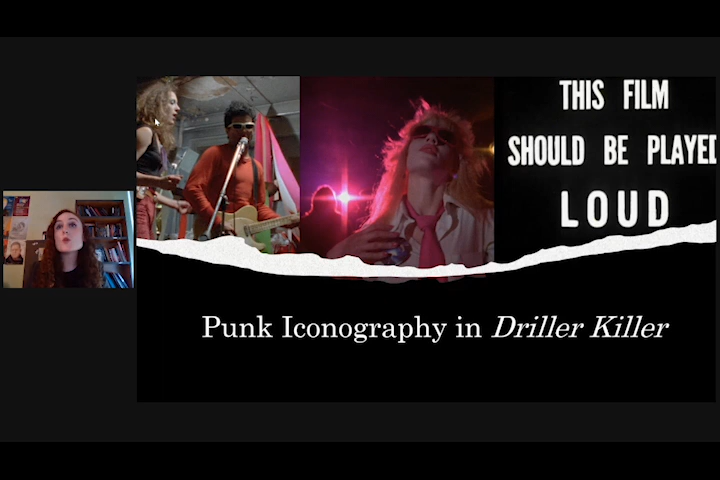 THIS FILM
SHOULD BE PLAYED
LOUD
Punk Iconography in Driller Killer